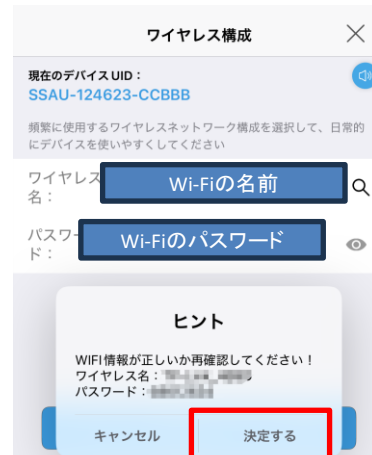 ワイヤレス構成
現在のデバイスUID：
SSAU-124623-CCBBB
頻繁に使用するワイヤレスネットワーク構成を選択して、日常的
にデバイスを使いやすくしてください
ワイヤレス
Wi-Fiの名前
名：
パスワー
Wi-Fiのパスワード
ド：
ヒント
WIFI情報が正しいか再確認してください！
ワイヤレス名：
パスワード：
キャンセル
決定する